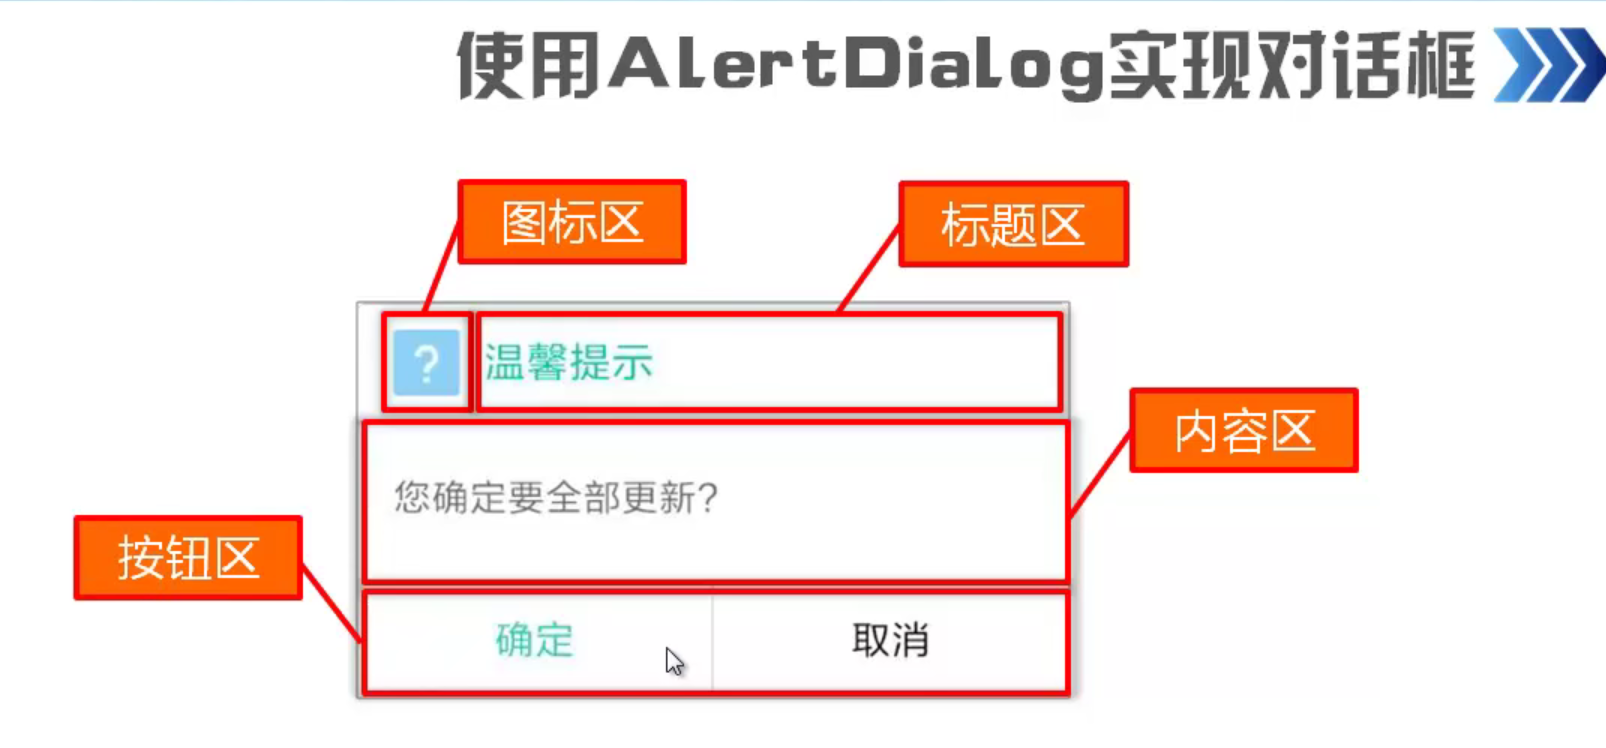 使用AlertDialog实现对话框
图标区
标题区
?
温馨提示
内容区
您确定要全部更新?
按钮区
确定
取消